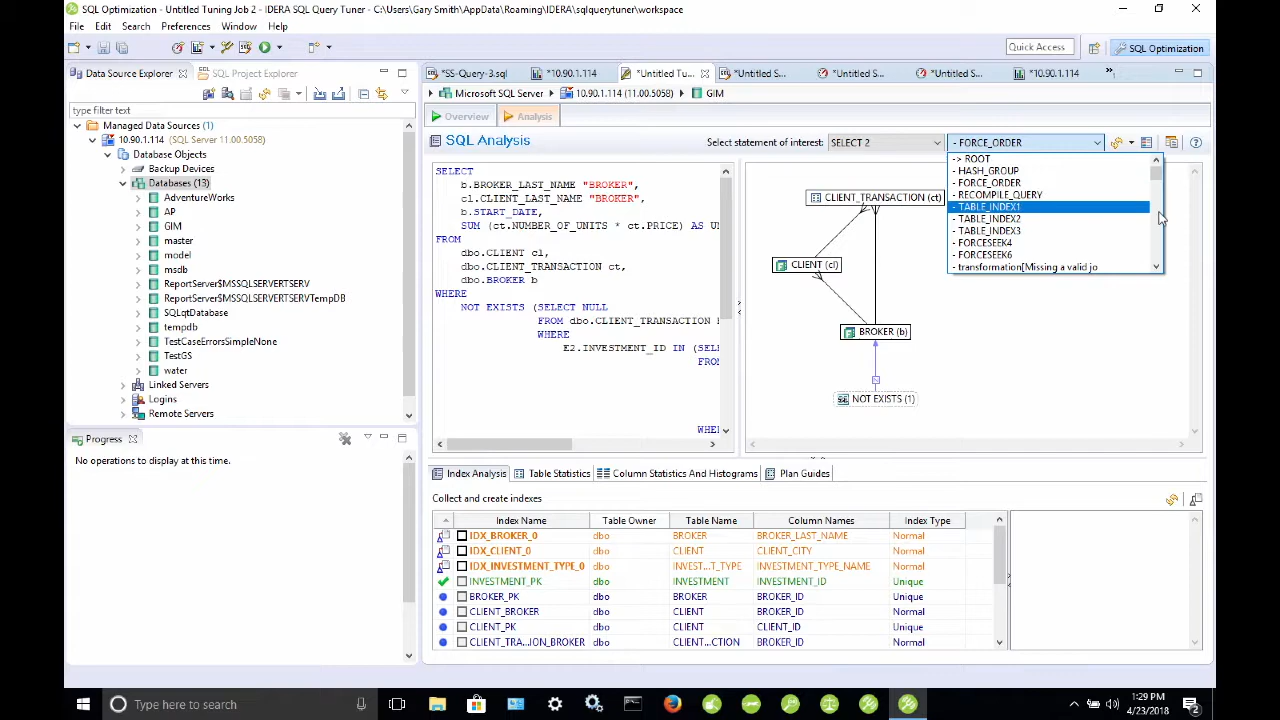 SQL Optimization - Untitled Tuning Job 2 - IDERA SQL Query Tuner - C:\Users\Gary Smith\AppData\Roaming\IDERA\sqlquerytuner\workspace
File Edit Search Preferences Window Help
Quick Access
SQL Optimization
Data Source Explorer
SQL Project Explorer
type filter text
Managed Data Sources (1)
10.90.1.114 (SQL Server 11.00.5058)
Database Objects
Backup Devices
Databases (13)
AdventureWorks
AP
GIM
master
model
msdb
ReportServer$MSSQLSERVERTSERV
ReportServer$MSSQLSERVERTSERVTempDB
SQLqtDatabase
tempdb
TestCaseErrorsSimpleNone
TestGS
water
Linked Servers
Logins
Remote Servers
Progress
No operations to display at this time.
*SS-Query-3.sql
*10.90.1.114
*Untitled Tu...
*Untitled S...
*Untitled S...
*Untitled S...
*10.90.1.114
Microsoft SQL Server
10.90.1.114 (11.00.5058)
GIM
Overview
Analysis
SQL Analysis
Select statement of interest:
SELECT 2
- FORCE_ORDER
-> ROOT
- HASH_GROUP
- FORCE_ORDER
- RECOMPILE_QUERY
- TABLE_INDEX1
- TABLE_INDEX2
- TABLE_INDEX3
- FORCESEEK4
- FORCESEEK6
- transformation[Missing a valid jo
SELECT
b.BROKER_LAST_NAME "BROKER",
cl.CLIENT_LAST_NAME "BROKER",
b.START_DATE,
SUM (ct.NUMBER_OF_UNITS * ct.PRICE) AS U
FROM
dbo.CLIENT cl,
dbo.CLIENT_TRANSACTION ct,
dbo.BROKER b
WHERE
NOT EXISTS (SELECT NULL
FROM dbo.CLIENT_TRANSACTION
WHERE
E2.INVESTMENT_ID IN (SEL
FROM
WHE
CLIENT_TRANSACTION (ct)
CLIENT (cl)
BROKER (b)
NOT EXISTS (1)
Index Analysis
Table Statistics
Column Statistics And Histograms
Plan Guides
Collect and create indexes
Index Name Table Owner Table Name Column Names Index Type
IDX_BROKER_0 dbo BROKER BROKER_LAST_NAME Normal
IDX_CLIENT_0 dbo CLIENT CLIENT_CITY Normal
IDX_INVESTMENT_TYPE_0 dbo INVEST...T_TYPE INVESTMENT_TYPE_NAME Normal
INVESTMENT_PK dbo INVESTMENT INVESTMENT_ID Unique
BROKER_PK dbo BROKER BROKER_ID Unique
CLIENT_BROKER dbo CLIENT BROKER_ID Normal
CLIENT_PK dbo CLIENT CLIENT_ID Unique
CLIENT_TRA...ION_BROKER dbo CLIENT...CTION BROKER_ID Normal
Type here to search
1:29 PM
4/23/2018
2